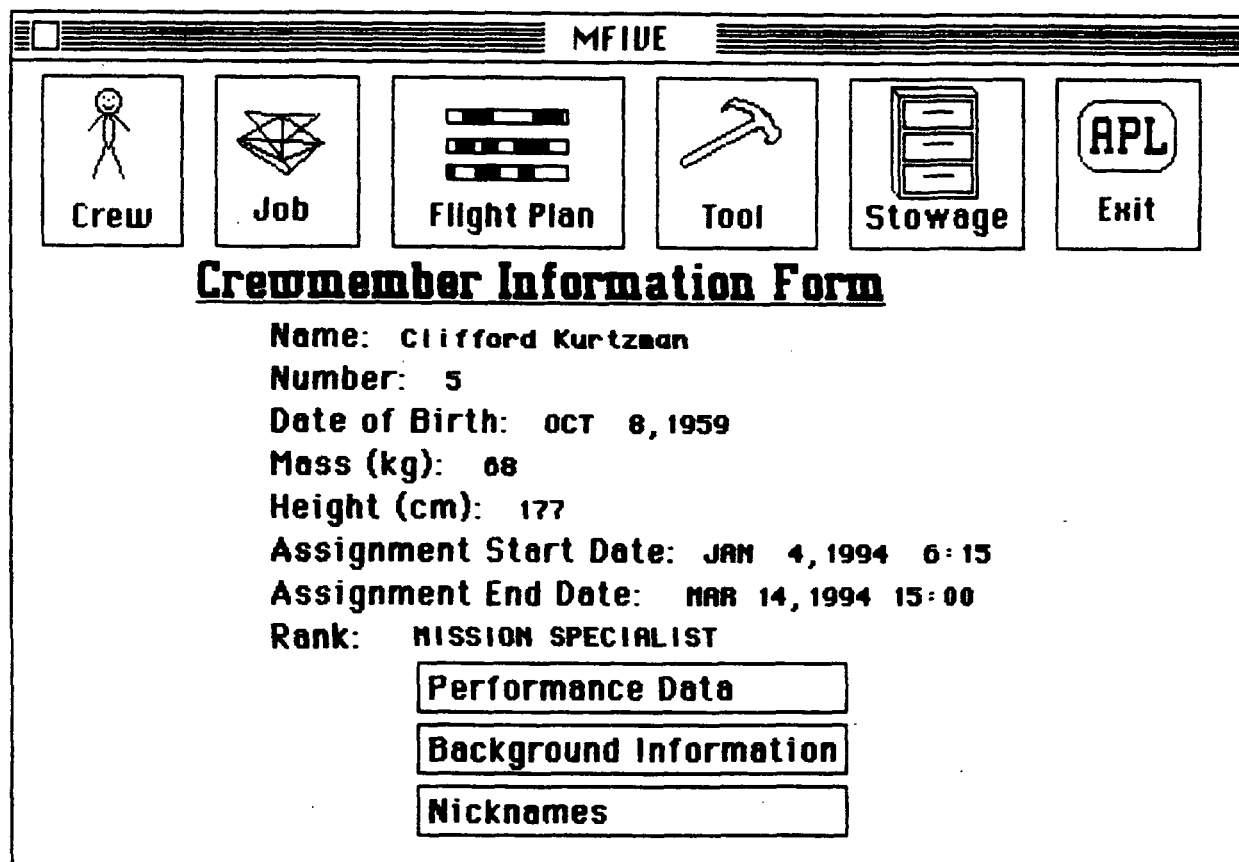 MFIVE
Crew Job Flight Plan Tool Stowage APL Exit
Crewmember Information Form
Name: Clifford Kurtzman
Number: 5
Date of Birth: OCT 8,1959
Mass (kg): 68
Height (cm): 177
Assignment Start Date: JAN 4,1994 6:15
Assignment End Date: MAR 14,1994 15:00
Rank: MISSION SPECIALIST
Performance Data
Background Information
Nicknames